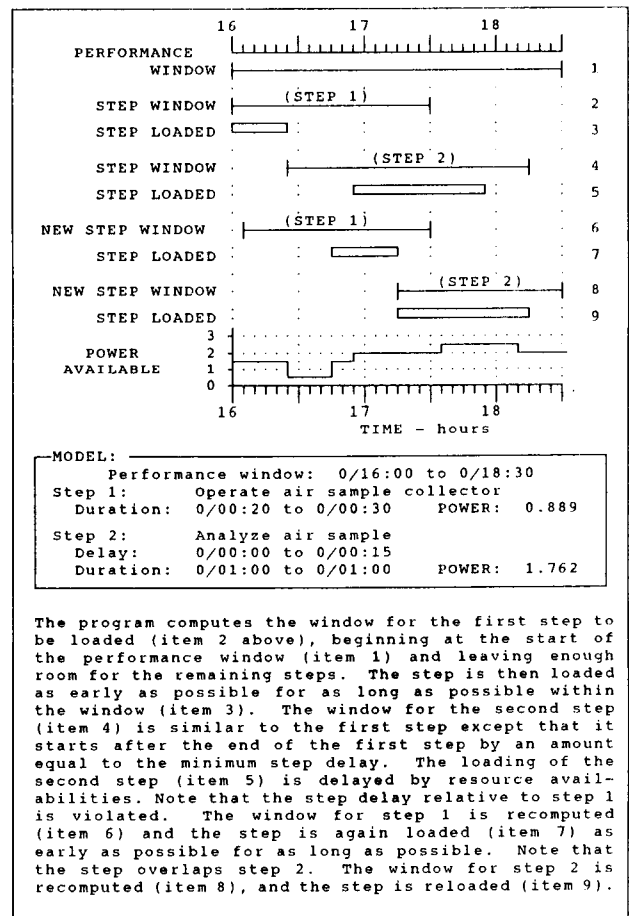 16 17 18
PERFORMANCE
WINDOW 1
(STEP 1)
STEP WINDOW 2
STEP LOADED 3
(STEP 2)
STEP WINDOW 4
STEP LOADED 5
(STEP 1)
NEW STEP WINDOW 6
STEP LOADED 7
(STEP 2)
NEW STEP WINDOW 8
STEP LOADED 9
3
POWER 2
AVAILABLE 1
0
16 17 18
TIME - hours
MODEL:
Performance window: 0/16:00 to 0/18:30
Step 1: Operate air sample collector
Duration: 0/00:20 to 0/00:30 POWER: 0.889
Step 2: Analyze air sample
Delay: 0/00:00 to 0/00:15
Duration: 0/01:00 to 0/01:00 POWER: 1.762
The program computes the window for the first step to
be loaded (item 2 above), beginning at the start of
the performance window (item 1) and leaving enough
room for the remaining steps. The step is then loaded
as early as possible for as long as possible within
the window (item 3). The window for the second step
(item 4) is similar to the first step except that it
starts after the end of the first step by an amount
equal to the minimum step delay. The loading of the
second step (item 5) is delayed by resource avail-
abilities. Note that the step delay relative to step 1
is violated. The window for step 1 is recomputed
(item 6) and the step is again loaded (item 7) as
early as possible for as long as possible. Note that
the step overlaps step 2. The window for step 2 is
recomputed (item 8), and the step is reloaded (item 9).